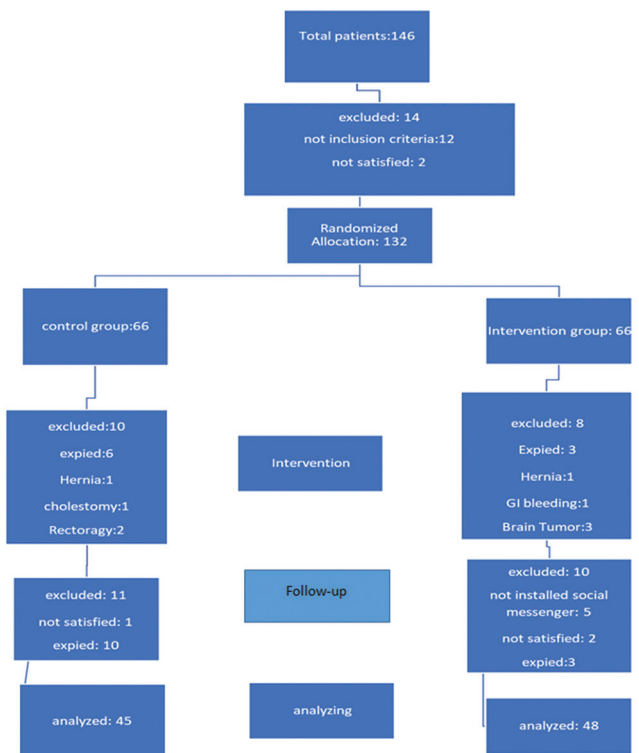 Total patients:146
excluded: 14
not inclusion criteria:12
not satisfied: 2
Randomized
Allocation: 132
control group:66
Intervention group: 66
excluded:10
expied:6
Hernia:1
cholestomy:1
Rectoragy:2
Intervention
excluded: 8
Expied: 3
Hernia:1
GI bleeding:1
Brain Tumor:3
excluded: 11
not satisfied: 1
expied: 10
Follow-up
excluded: 10
not installed social
messenger: 5
not satisfied: 2
expied:3
analyzed: 45
analyzing
analyzed: 48